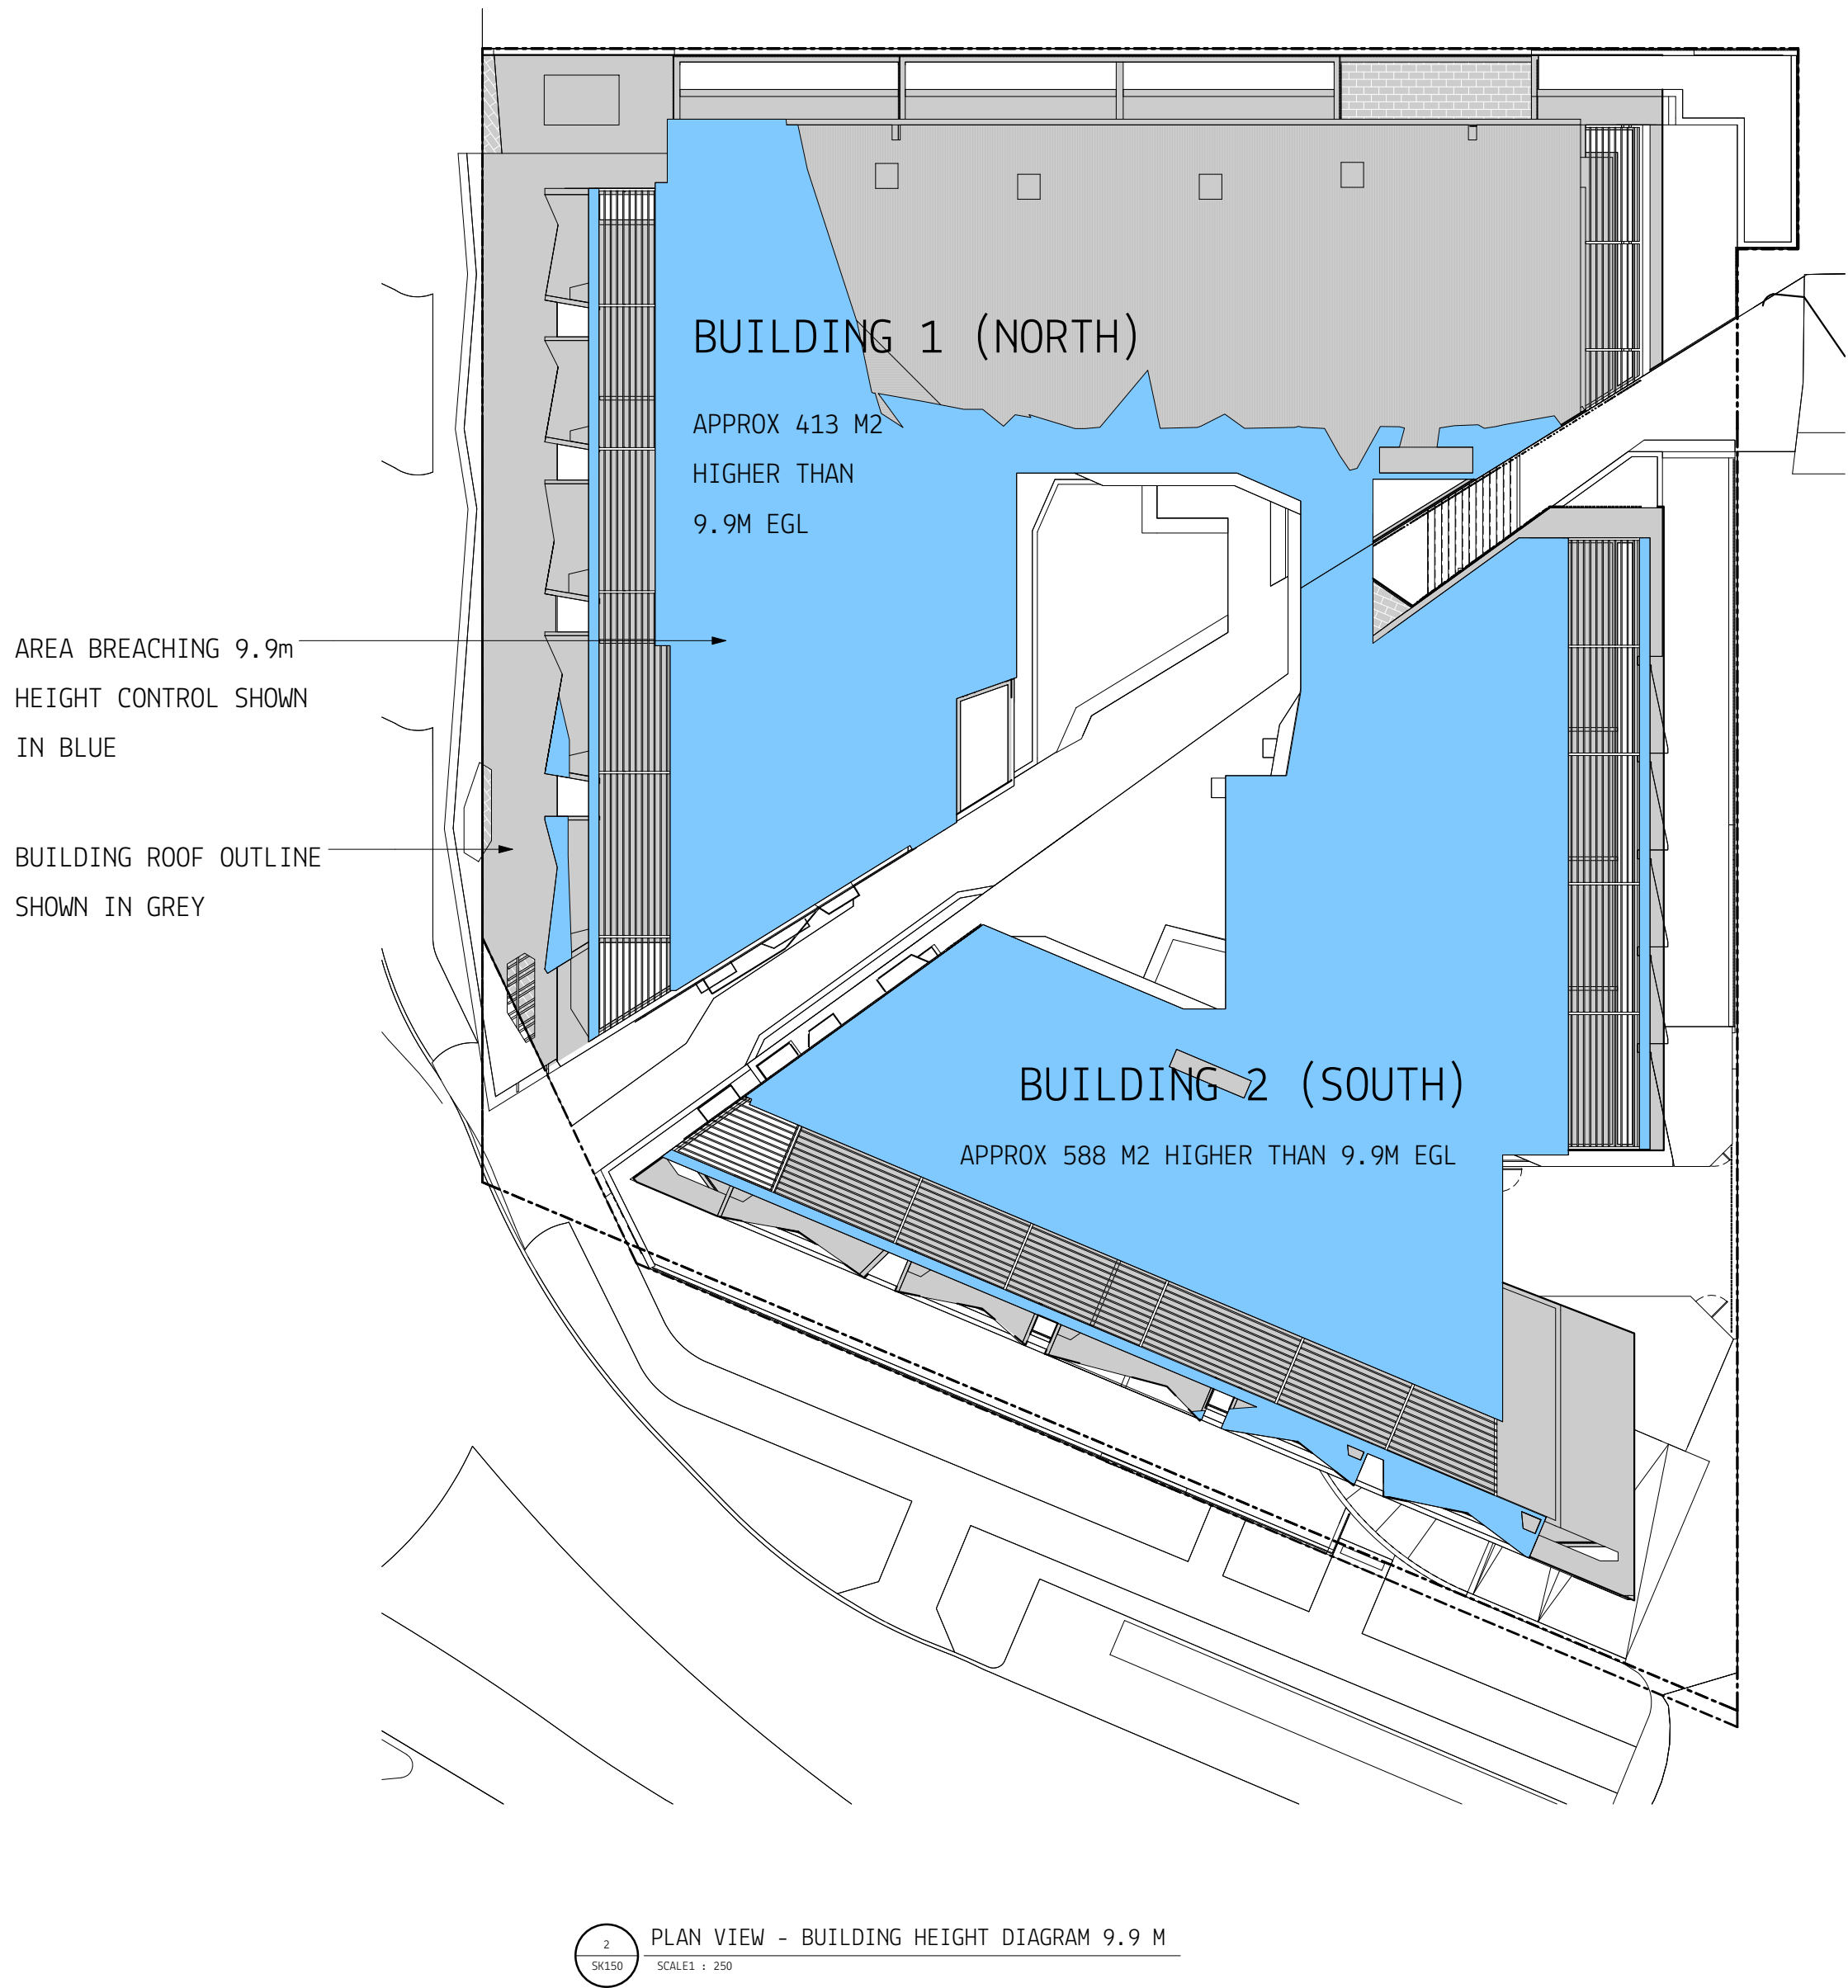 BUILDING 1 (NORTH)
APPROX 413 M2
HIGHER THAN
9.9M EGL
AREA BREACHING 9.9m
HEIGHT CONTROL SHOWN
IN BLUE
BUILDING ROOF OUTLINE
SHOWN IN GREY
BUILDING 2 (SOUTH)
APPROX 588 M2 HIGHER THAN 9.9M EGL
2
SK150
PLAN VIEW - BUILDING HEIGHT DIAGRAM 9.9 M
SCALE1 : 250